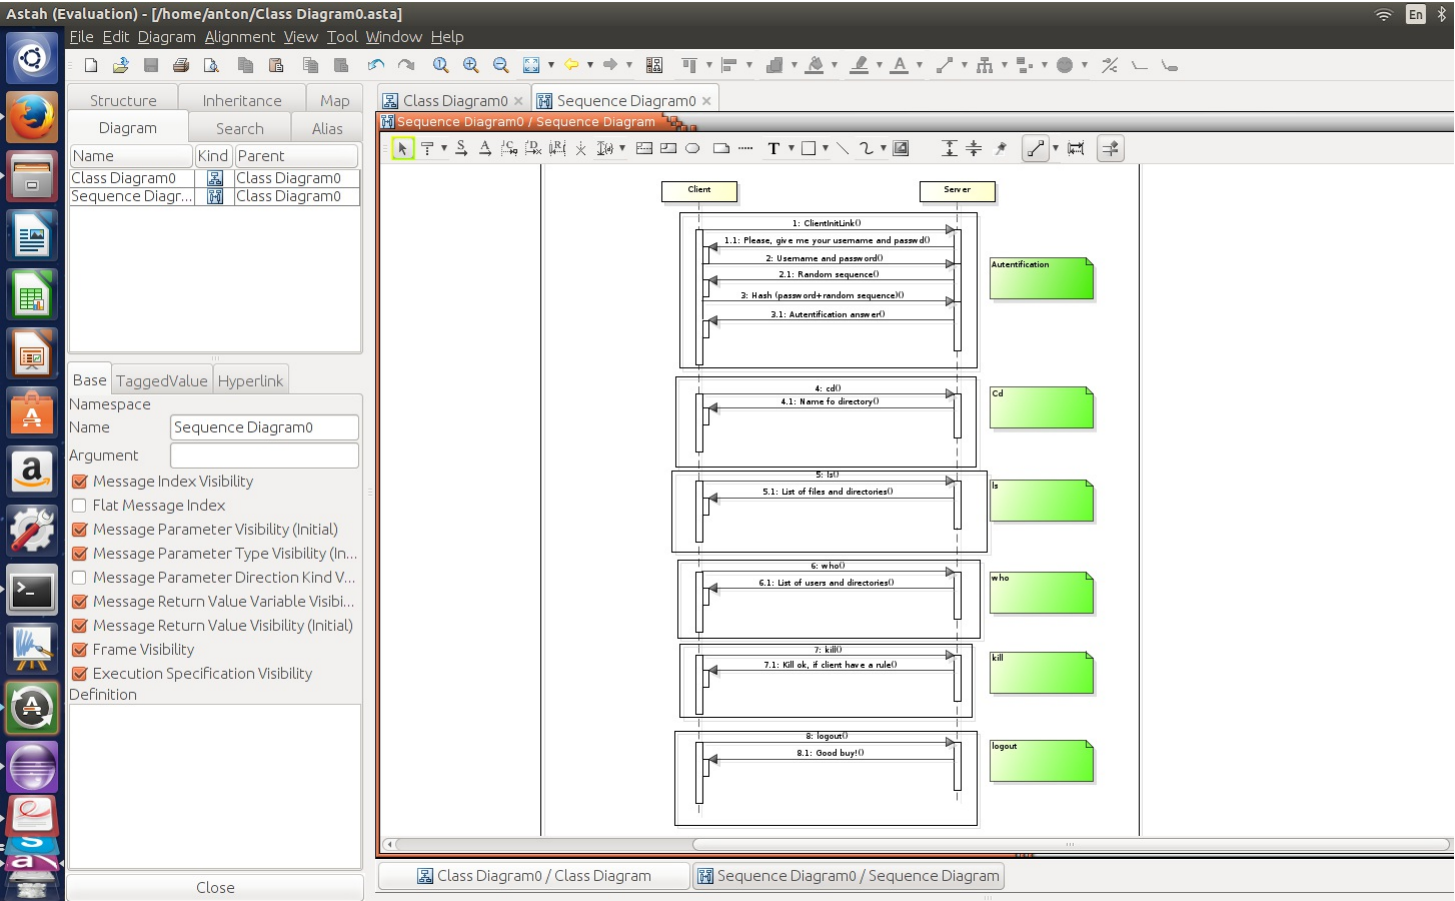 Astah (Evaluation) - [/home/anton/Class Diagram0.asta]
En
File Edit Diagram Alignment View Tool Window Help
Structure Inheritance Map
Diagram Search Alias
Name Kind Parent
Class Diagram0 Class Diagram0
Sequence Diagr... Class Diagram0
Base TaggedValue Hyperlink
Namespace
Name Sequence Diagram0
Argument
Message Index Visibility
Flat Message Index
Message Parameter Visibility (Initial)
Message Parameter Type Visibility (In...
Message Parameter Direction Kind V...
Message Return Value Variable Visibi...
Message Return Value Visibility (Initial)
Frame Visibility
Execution Specification Visibility
Definition
Close
Class Diagram0 Sequence Diagram0
Sequence Diagram0 / Sequence Diagram
Client Server
1: ClientInitLink()
1.1: Please, give me your username and passwd()
2: Username and password()
2.1: Random sequence()
3: Hash (password+random sequence)()
3.1: Autentification answer()
Autentification
4: cd()
4.1: Name fo directory()
Cd
5: ls()
5.1: List of files and directories()
ls
6: who()
6.1: List of users and directories()
who
7: kill()
7.1: Kill ok, if client have a rule()
kill
8: logout()
8.1: Good buy!()
logout
Class Diagram0 / Class Diagram Sequence Diagram0 / Sequence Diagram